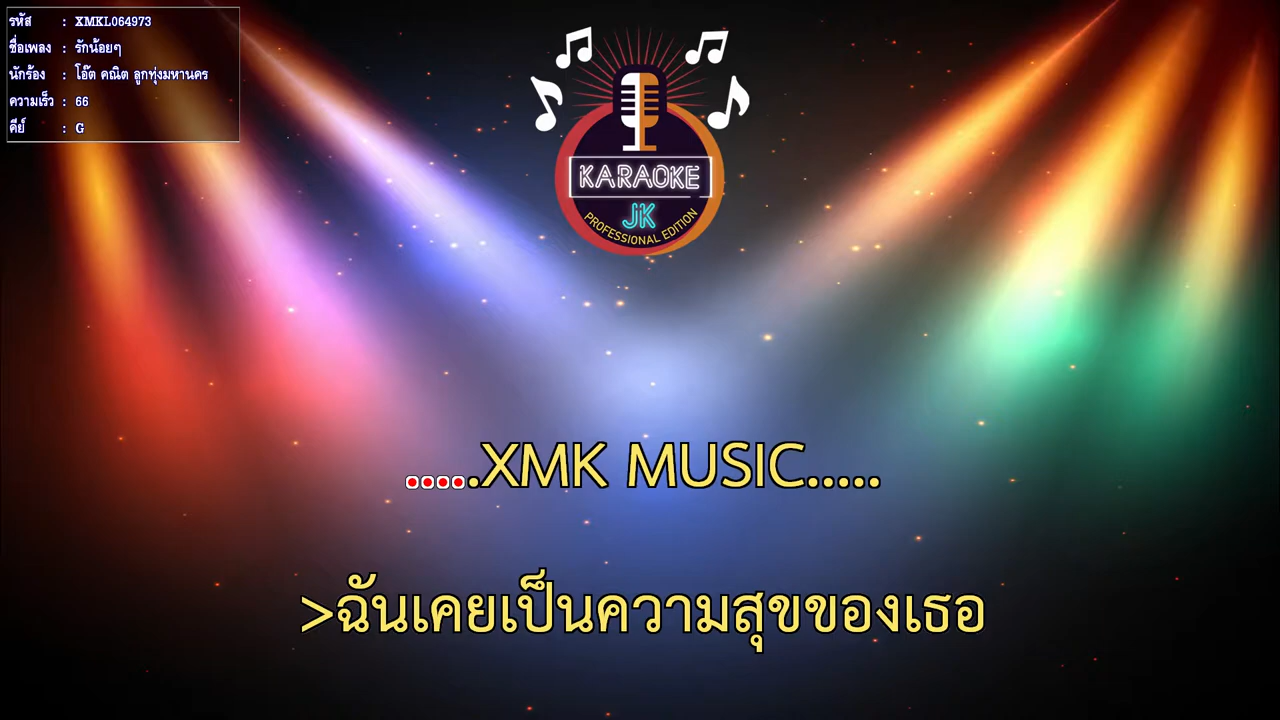 รหัส : XMKL064973
ชื่อเพลง : รักน้อยๆ
นักร้อง : โอ๊ต คณิต ลูกทุ่งมหานคร
ความเร็ว : 66
คีย์ : G
KARAOKE
JK
PROFESSIONAL EDITION
.....XMK MUSIC.....
>ฉันเคยเป็นความสุขของเธอ